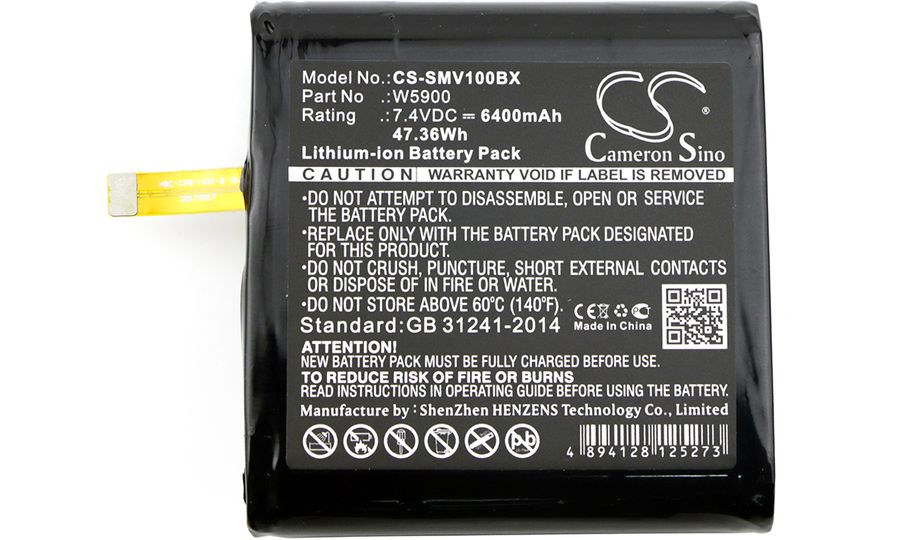 Model No.:CS-SMV100BX
Part No .:W5900
Rating .:7.4VDC ⎓ 6400mAh
47.36Wh
Lithium-ion Battery Pack
CS
®
Cameron Sino
CAUTION WARRANTY VOID IF LABEL IS REMOVED
•DO NOT ATTEMPT TO DISASSEMBLE, OPEN OR SERVICE
THE BATTERY PACK.
•REPLACE ONLY WITH THE BATTERY PACK DESIGNATED
FOR THIS PRODUCT.
•DO NOT CRUSH, PUNCTURE, SHORT EXTERNAL CONTACTS
OR DISPOSE OF IN FIRE OR WATER.
•DO NOT STORE ABOVE 60°C (140°F).
CE
Made In China
Standard:GB 31241-2014
ATTENTION!
NEW BATTERY PACK MUST BE FULLY CHARGED BEFORE USE.
TO REDUCE RISK OF FIRE OR BURNS
READ INSTRUCTIONS IN OPERATING GUIDE BEFORE USING THE BATTERY.
Manufacture by : ShenZhen HENZENS Technology Co., Limited
Pb
4 894128 125273